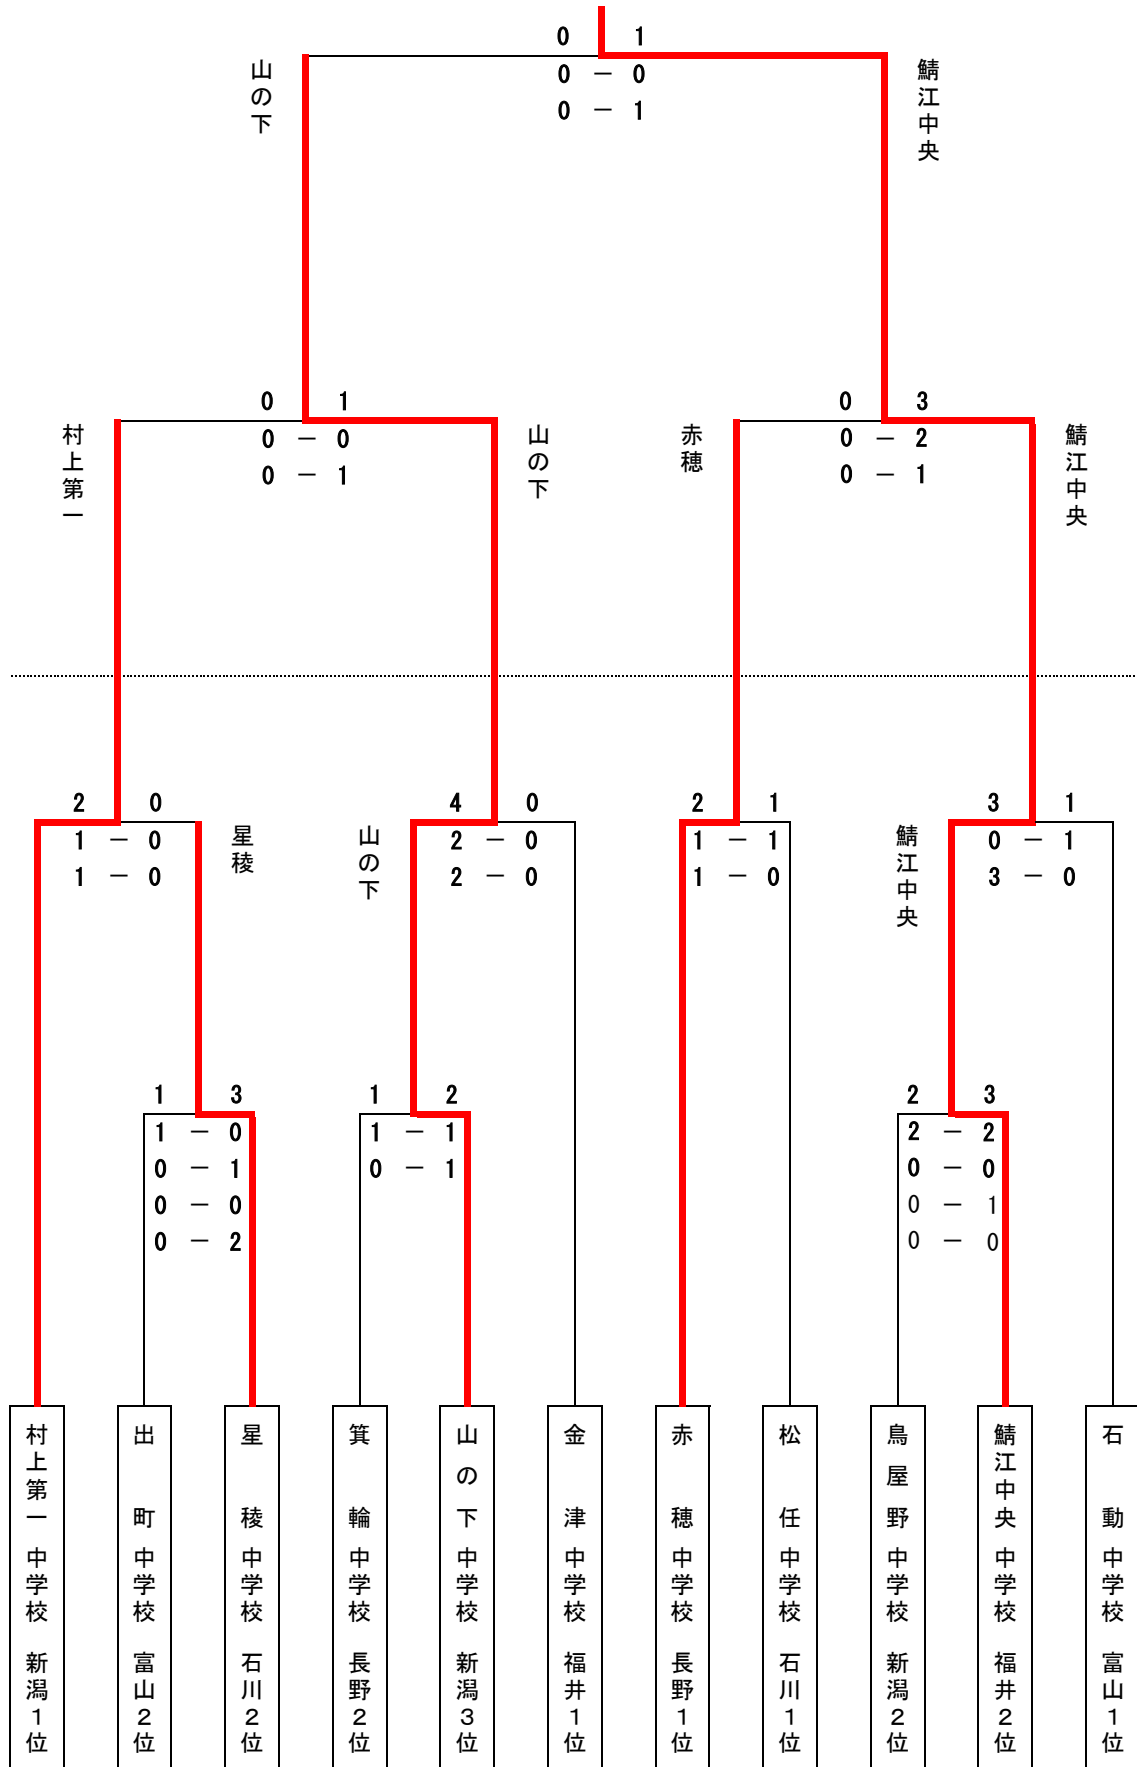 0 1
0 － 0
0 － 1
山の下
鯖江中央
0 1
0 － 0
0 － 1
村上第一
山の下
0 3
0 － 2
0 － 1
赤穂
鯖江中央
2 0
1 － 0
1 － 0
星稜
山の下
4 0
2 － 0
2 － 0
2 1
1 － 1
1 － 0
鯖江中央
3 1
0 － 1
3 － 0
1 3
1 － 0
0 － 1
0 － 0
0 － 2
1 2
1 － 1
0 － 1
2 3
2 － 2
0 － 0
0 － 1
0 － 0
村上第一 中学校 新潟１位
出町 中学校 富山２位
星稜 中学校 石川２位
箕輪 中学校 長野２位
山の下 中学校 新潟３位
金津 中学校 福井１位
赤穂 中学校 長野１位
松任 中学校 石川１位
鳥屋野 中学校 新潟２位
鯖江中央 中学校 福井２位
石動 中学校 富山１位